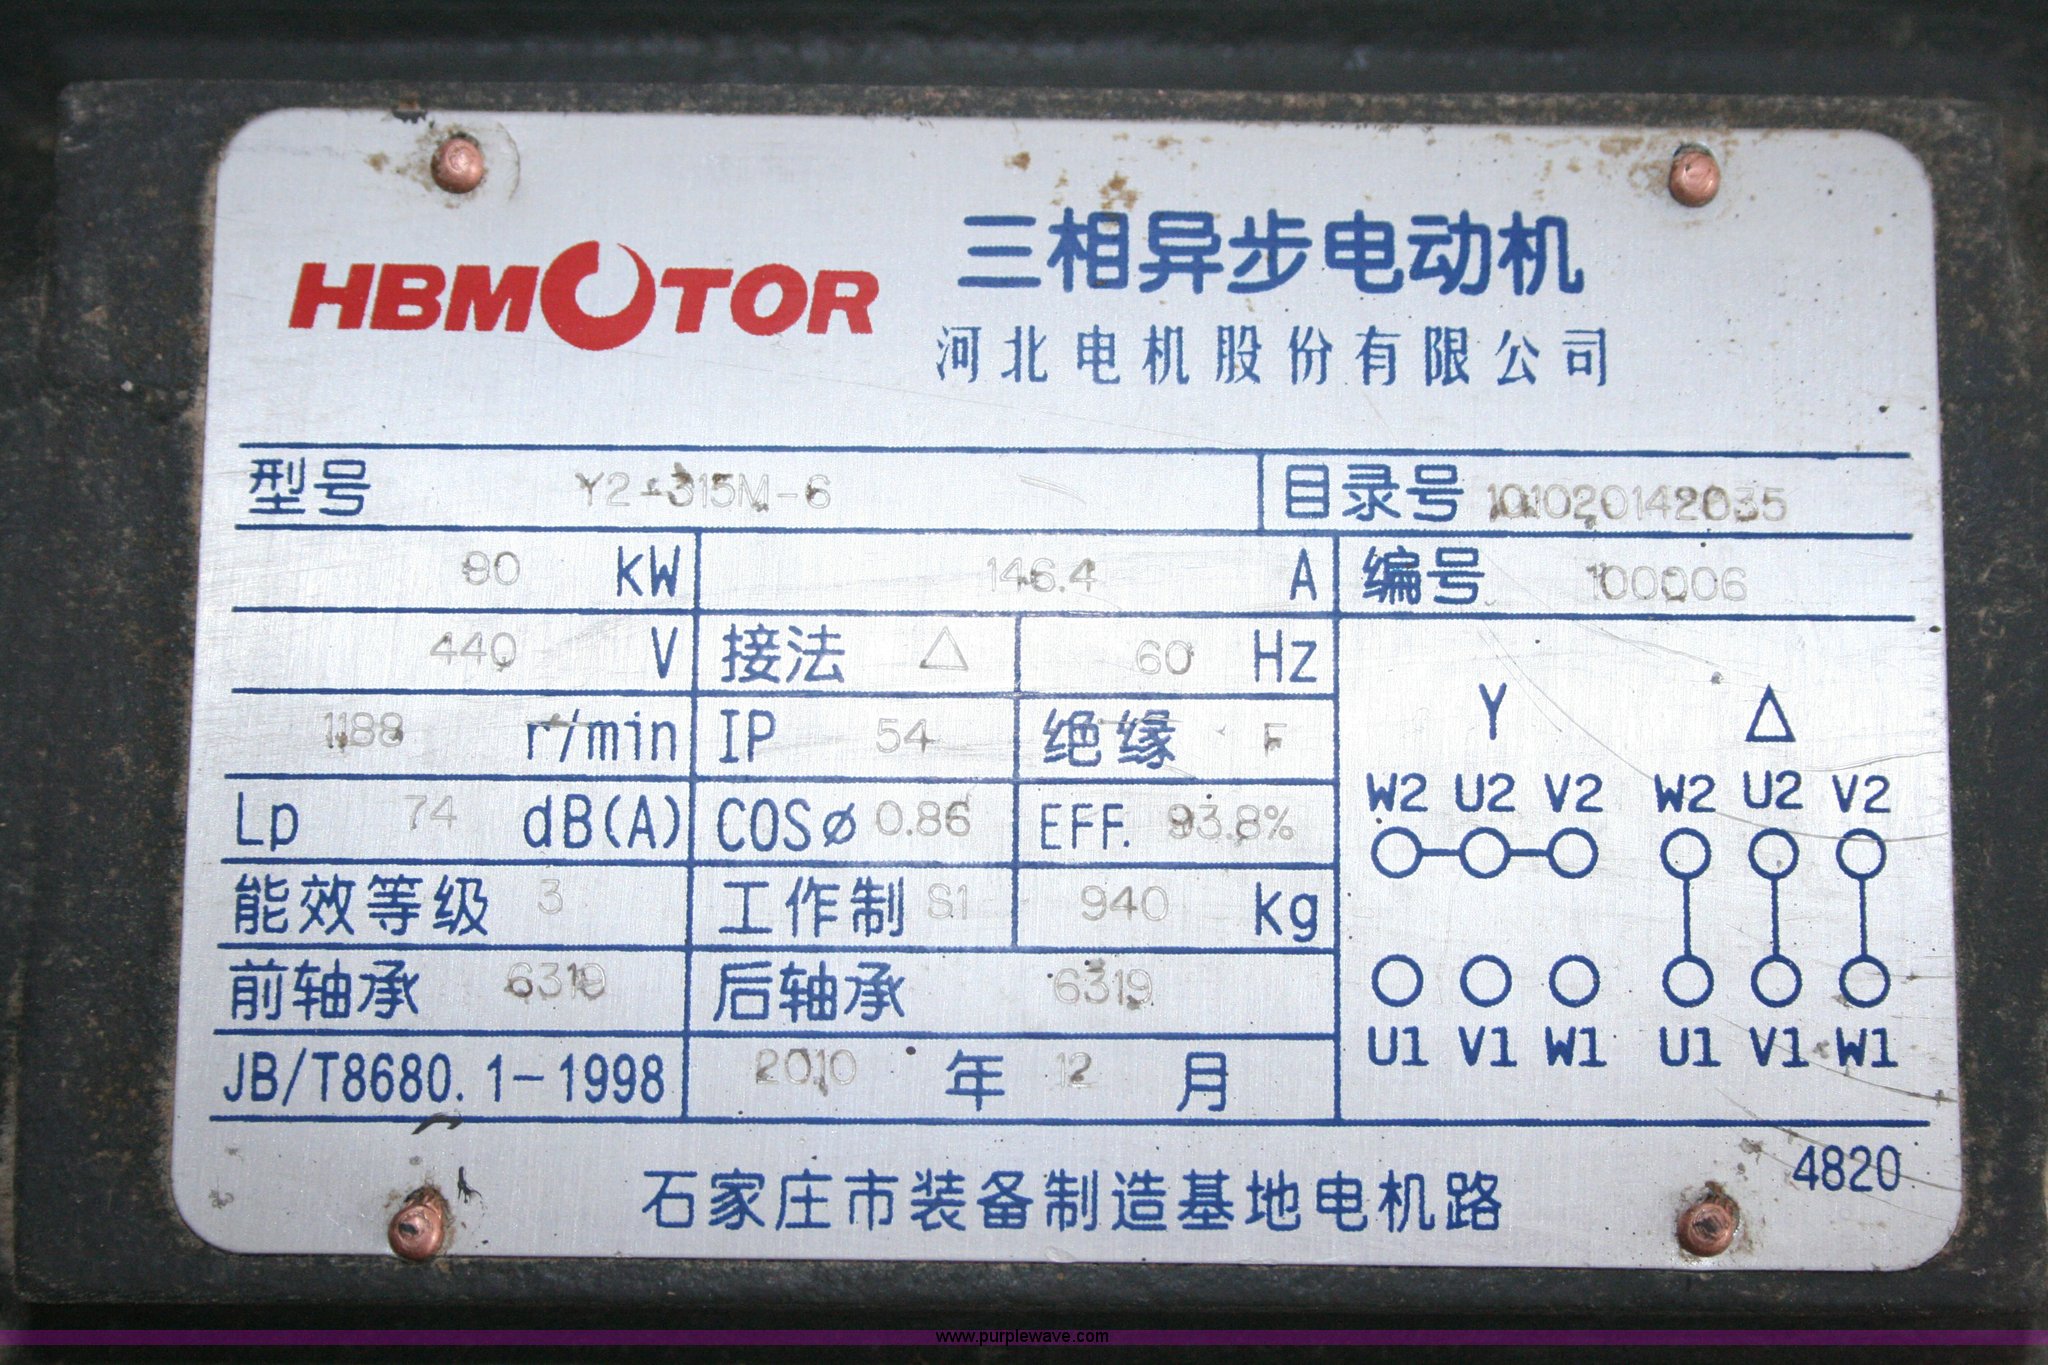 HBMOTOR
三相异步电动机
河北电机股份有限公司
型号 Y2-315M-6 目录号 101020142035
90 KW 146.4 A 编号 100006
440 V 接法 △ 60 Hz
1188 r/min IP 54 绝缘 F
Y △
Lp 74 dB(A) COSø 0.86 EFF. 93.8%
W2 U2 V2 W2 U2 V2
能效等级 3 工作制 S1 940 kg
前轴承 6319 后轴承 6319
U1 V1 W1 U1 V1 W1
JB/T8680.1-1998 2010 年 12 月
4820
石家庄市装备制造基地电机路
www.purplewave.com